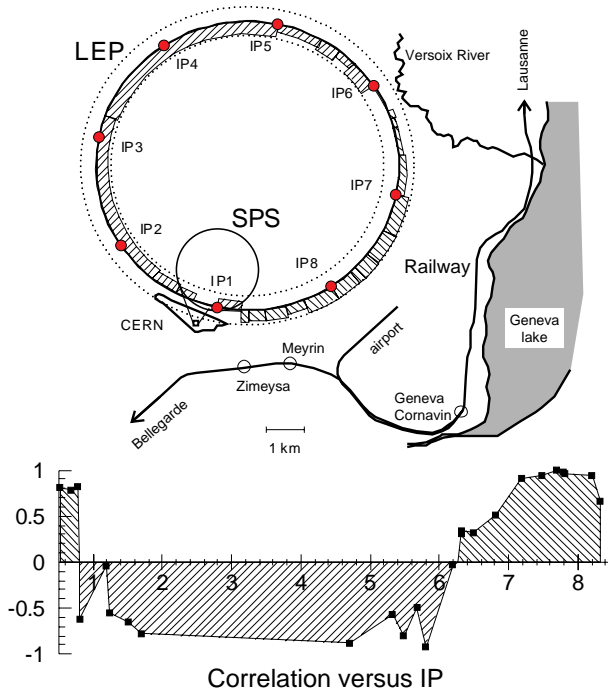 LEP
IP5
IP4
Versoix River
Lausanne
IP6
IP3
IP7
IP2
SPS
IP1
IP8
Railway
CERN
Geneva
lake
airport
Meyrin
Zimeysa
Geneva
Cornavin
Bellegarde
1 km
1
0.5
0
-0.5
-1
1 2 3 4 5 6 7 8
Correlation versus IP